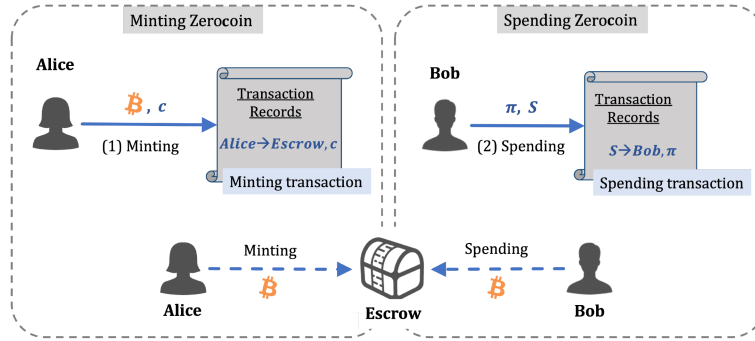 Minting Zerocoin
Alice
₿, c
(1) Minting
Transaction
Records
Alice→Escrow, c
Minting transaction
Spending Zerocoin
Bob
π, S
(2) Spending
Transaction
Records
S→Bob, π
Spending transaction
Minting
₿
Alice
Escrow
Spending
₿
Bob